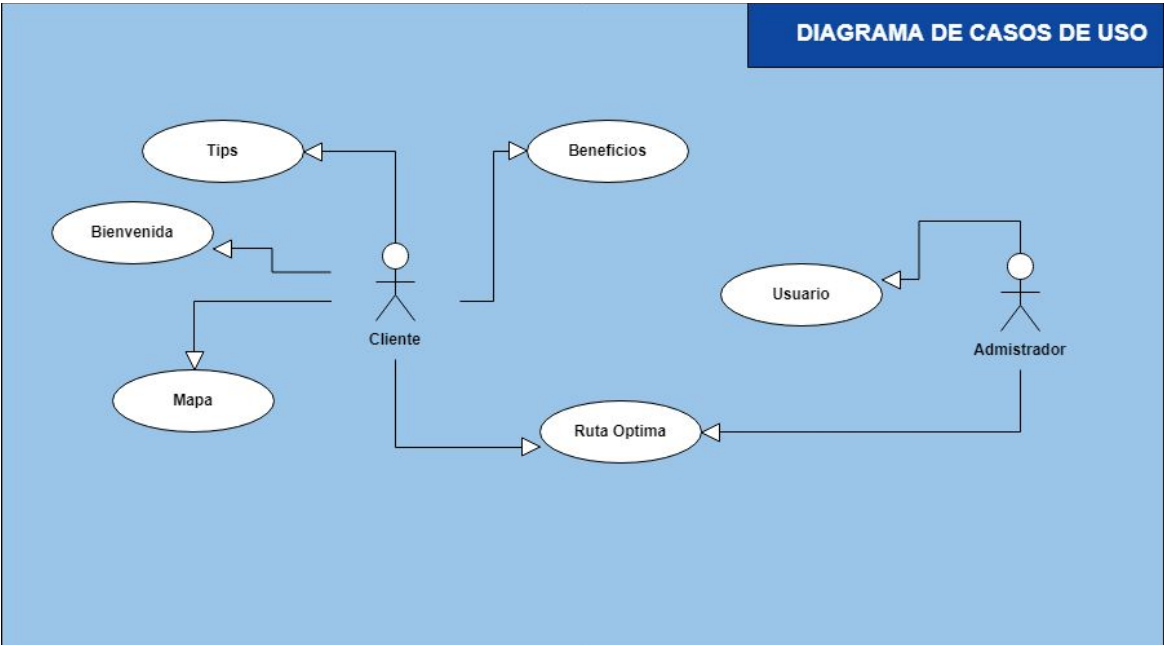 DIAGRAMA DE CASOS DE USO
Tips
Beneficios
Bienvenida
Usuario
Cliente
Admistrador
Mapa
Ruta Optima